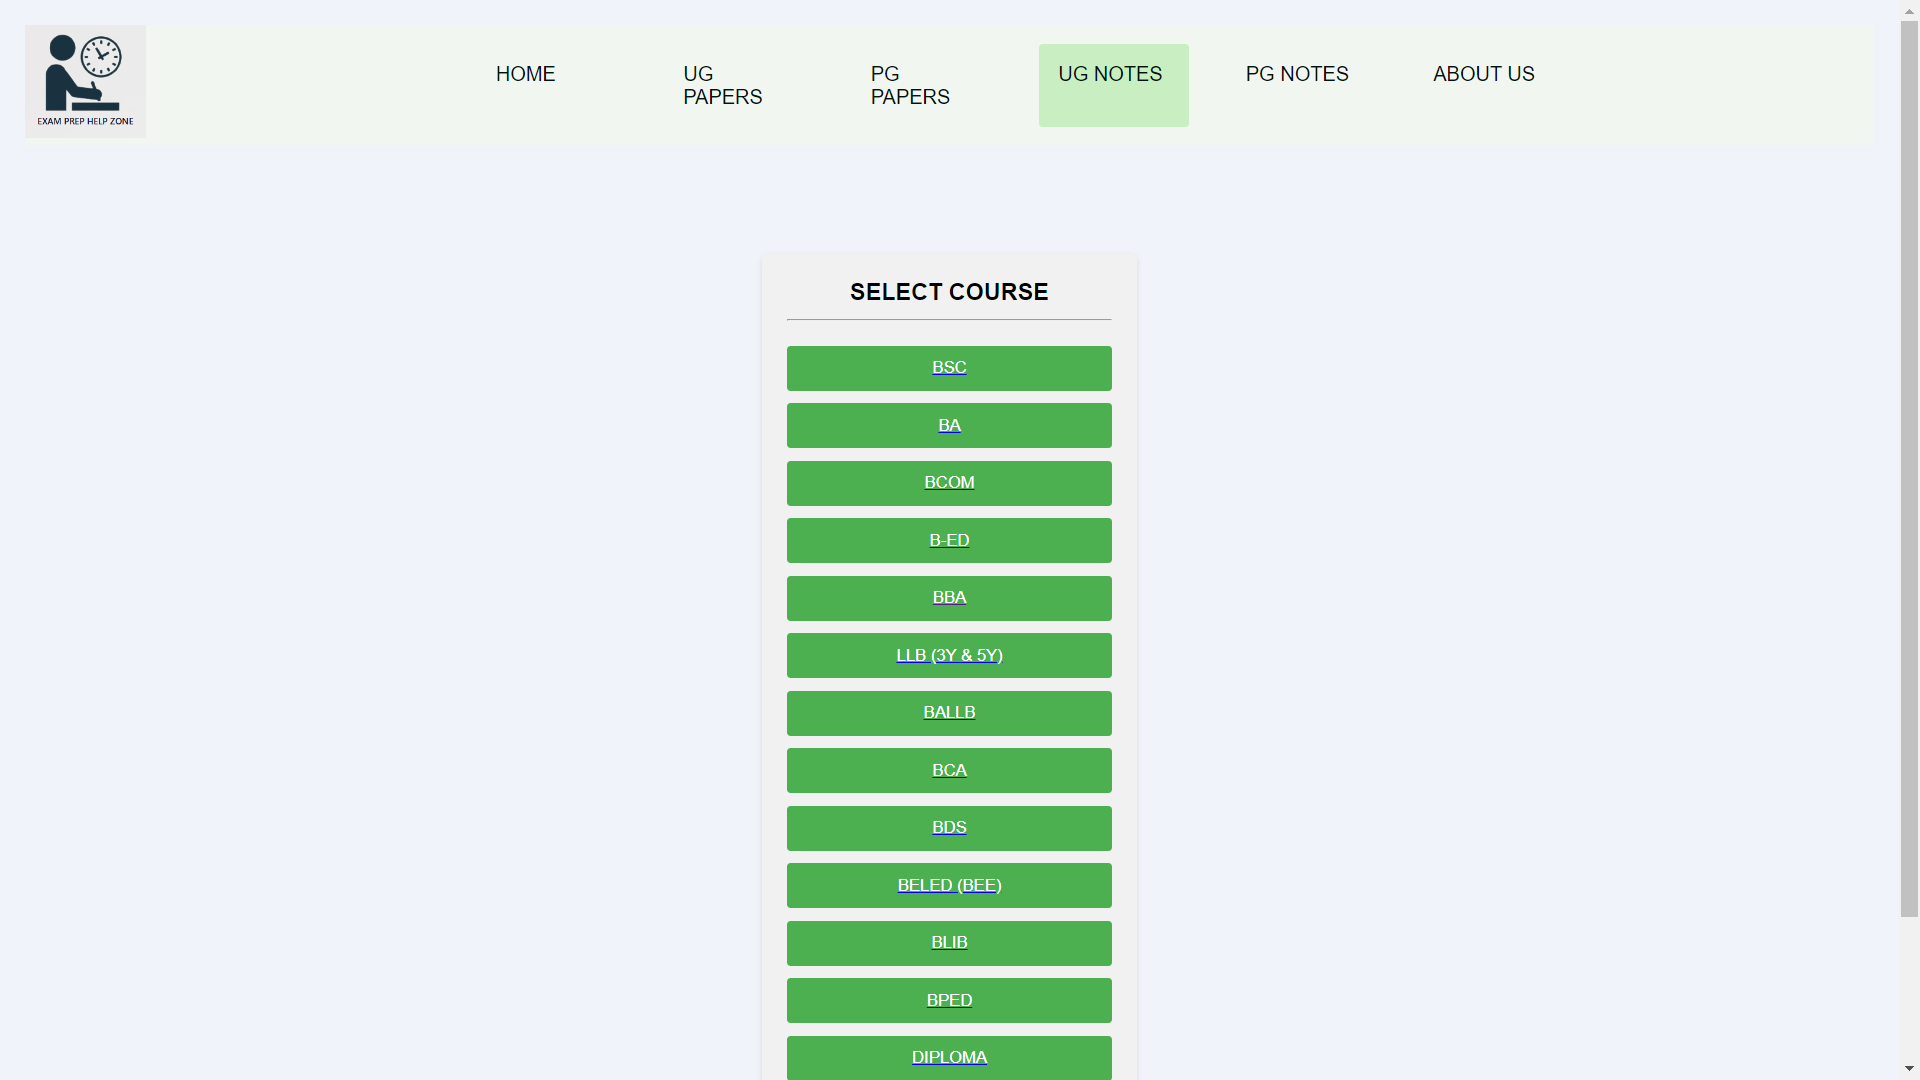 EXAM PREP HELP ZONE
HOME
UG
PAPERS
PG
PAPERS
UG NOTES
PG NOTES
ABOUT US
SELECT COURSE
BSC
BA
BCOM
B-ED
BBA
LLB (3Y & 5Y)
BALLB
BCA
BDS
BELED (BEE)
BLIB
BPED
DIPLOMA